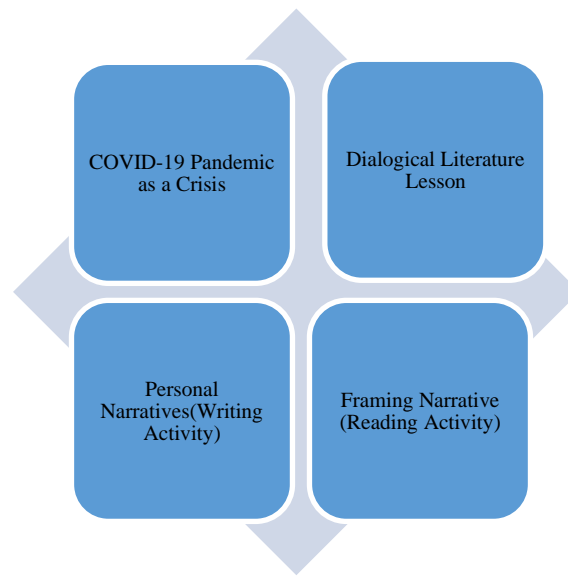 COVID-19 Pandemic
as a Crisis
Dialogical Literature
Lesson
Personal
Narratives(Writing
Activity)
Framing Narrative
(Reading Activity)